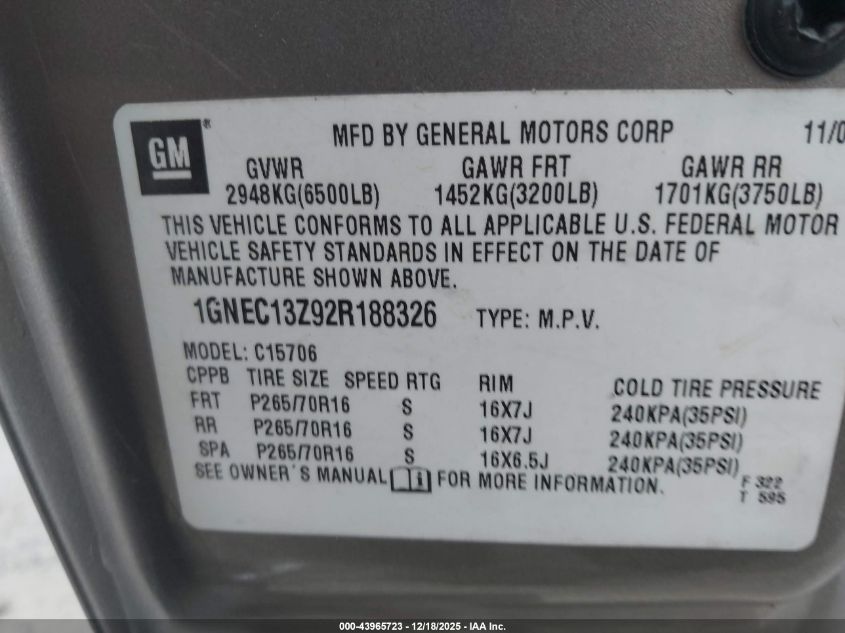 GM
MFD BY GENERAL MOTORS CORP 11/0
GVWR GAWR FRT GAWR RR
2948KG(6500LB) 1452KG(3200LB) 1701KG(3750LB)
THIS VEHICLE CONFORMS TO ALL APPLICABLE U.S. FEDERAL MOTOR
VEHICLE SAFETY STANDARDS IN EFFECT ON THE DATE OF
MANUFACTURE SHOWN ABOVE.
1GNEC13Z92R188326 TYPE: M.P.V.
MODEL: C15706
CPPB TIRE SIZE SPEED RTG RIM COLD TIRE PRESSURE
FRT P265/70R16 S 16X7J 240KPA(35PSI)
RR P265/70R16 S 16X7J 240KPA(35PSI)
SPA P265/70R16 S 16X6.5J 240KPA(35PSI)
SEE OWNER'S MANUAL FOR MORE INFORMATION.
F 322
T 595
000-43965723 - 12/18/2025 - IAA Inc.